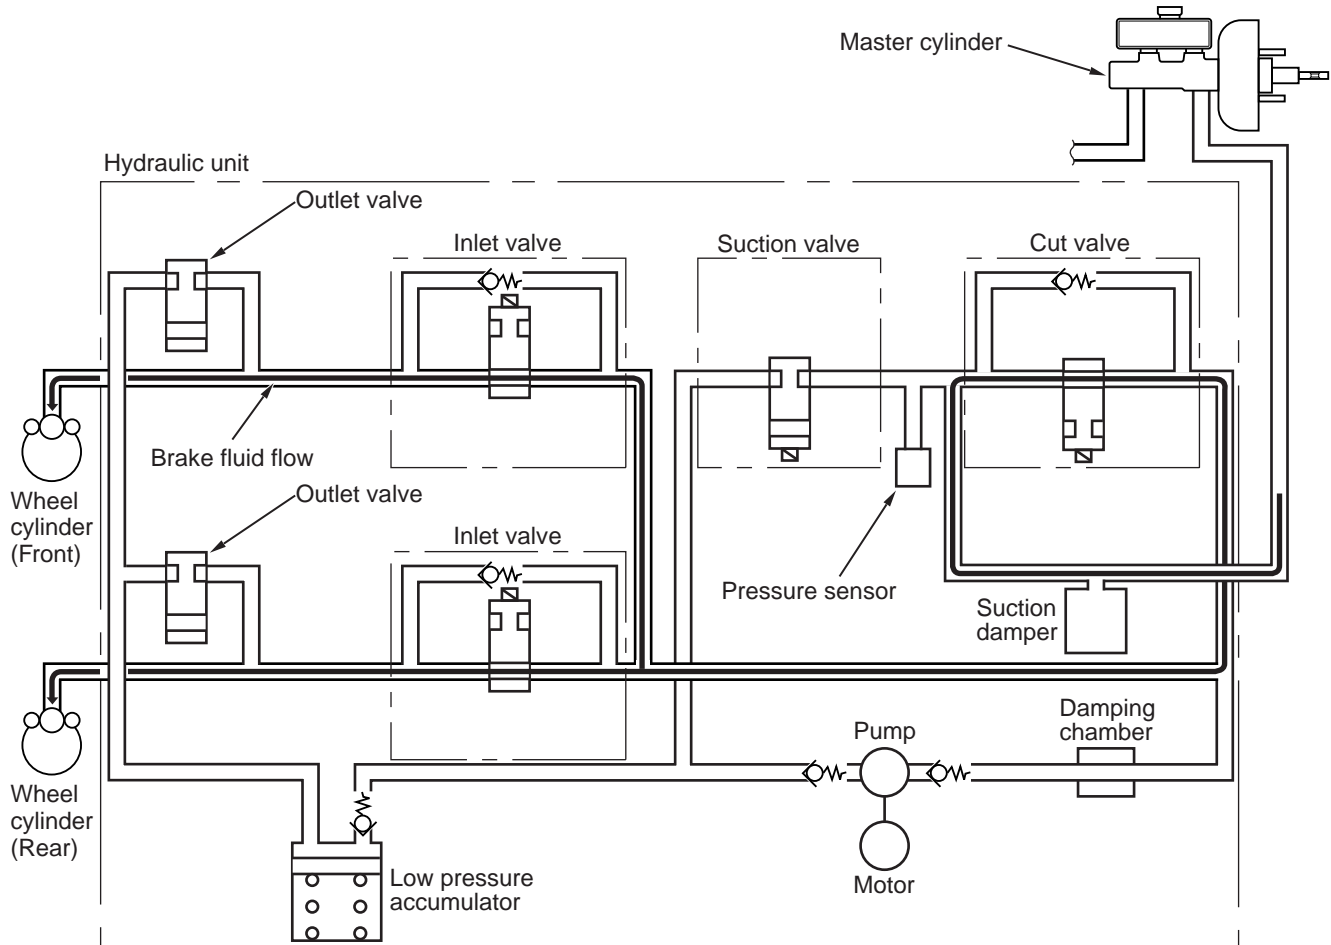 Master cylinder
Hydraulic unit
Outlet valve
Inlet valve
Suction valve
Cut valve
Brake fluid flow
Wheel
cylinder
(Front)
Outlet valve
Inlet valve
Pressure sensor
Suction
damper
Damping
chamber
Pump
Wheel
cylinder
(Rear)
Low pressure
accumulator
Motor